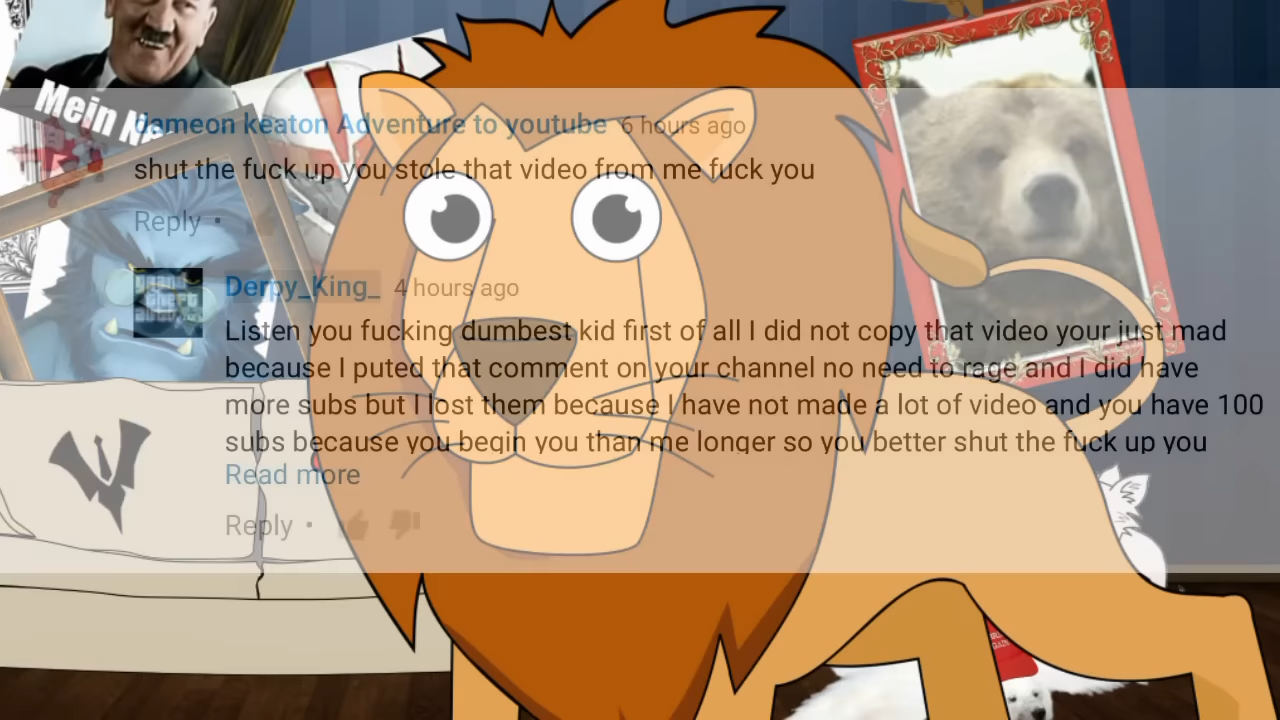 Mein
dameon keaton Adventure to youtube 6 hours ago
shut the fuck up you stole that video from me fuck you
Reply •
Derpy_King_ 4 hours ago
Listen you fucking dumbest kid first of all I did not copy that video your just mad
because I puted that comment on your channel no need to rage and I did have
more subs but I lost them because I have not made a lot of video and you have 100
subs because you begin you than me longer so you better shut the fuck up you
Read more
Reply •